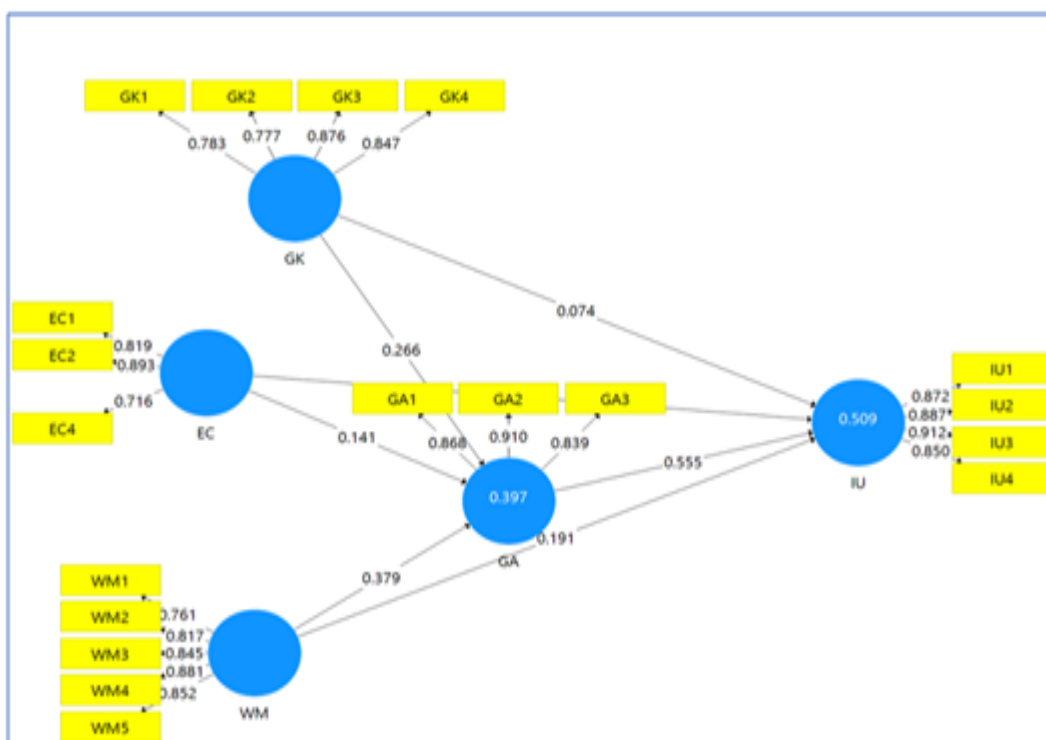 GK1 GK2 GK3 GK4
0.783 0.777 0.876 0.847
GK
0.074
0.266
EC1
EC2
EC4
0.819
0.893
0.716
EC
0.141
GA1 GA2 GA3
0.868 0.910 0.839
0.397
GA
0.555
0.191
0.379
0.509
IU
0.872
0.887
0.912
0.850
IU1
IU2
IU3
IU4
WM1
WM2
WM3
WM4
WM5
0.761
0.817
0.845
0.881
0.852
WM